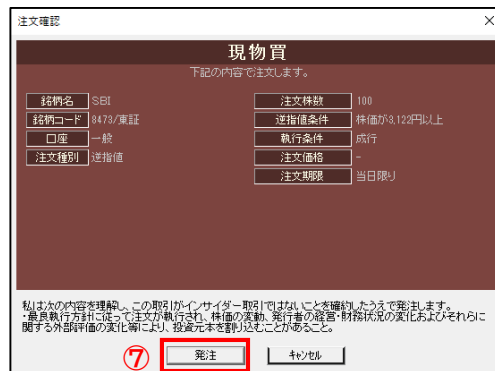 注文確認
現物買
下記の内容で注文します。
銘柄名 SBI
銘柄コード 8473/東証
口座 一般
注文種別 逆指値
注文株数 100
逆指値条件 株価が3,122円以上
執行条件 成行
注文価格 -
注文期限 当日限り
私は次の内容を理解し、この取引がインサイダー取引ではないことを確約したうえで発注します。
・最良執行方針に従って注文が執行され、株価の変動、発行者の経営・財務状況の変化およびそれらに
関する外部評価の変化等により、投資元本を割り込むことがあること。
⑦ 発注 キャンセル